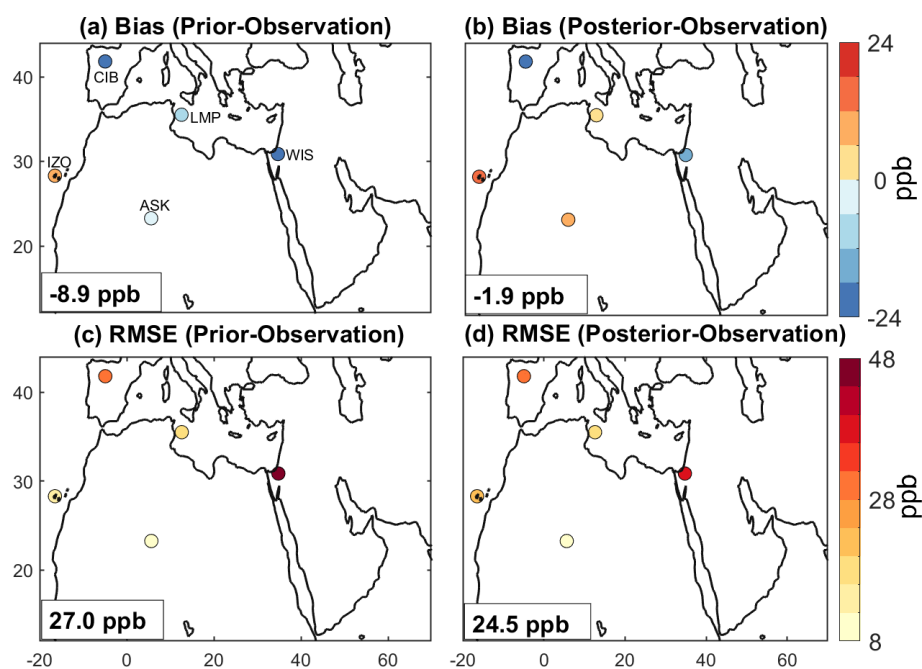 (a) Bias (Prior-Observation)
(b) Bias (Posterior-Observation)
40
30
20
CIB
LMP
WIS
IZO
ASK
-8.9 ppb
-1.9 ppb
24
0
-24
ppb
(c) RMSE (Prior-Observation)
(d) RMSE (Posterior-Observation)
40
30
20
27.0 ppb
24.5 ppb
48
28
8
ppb
-20
0
20
40
60
-20
0
20
40
60